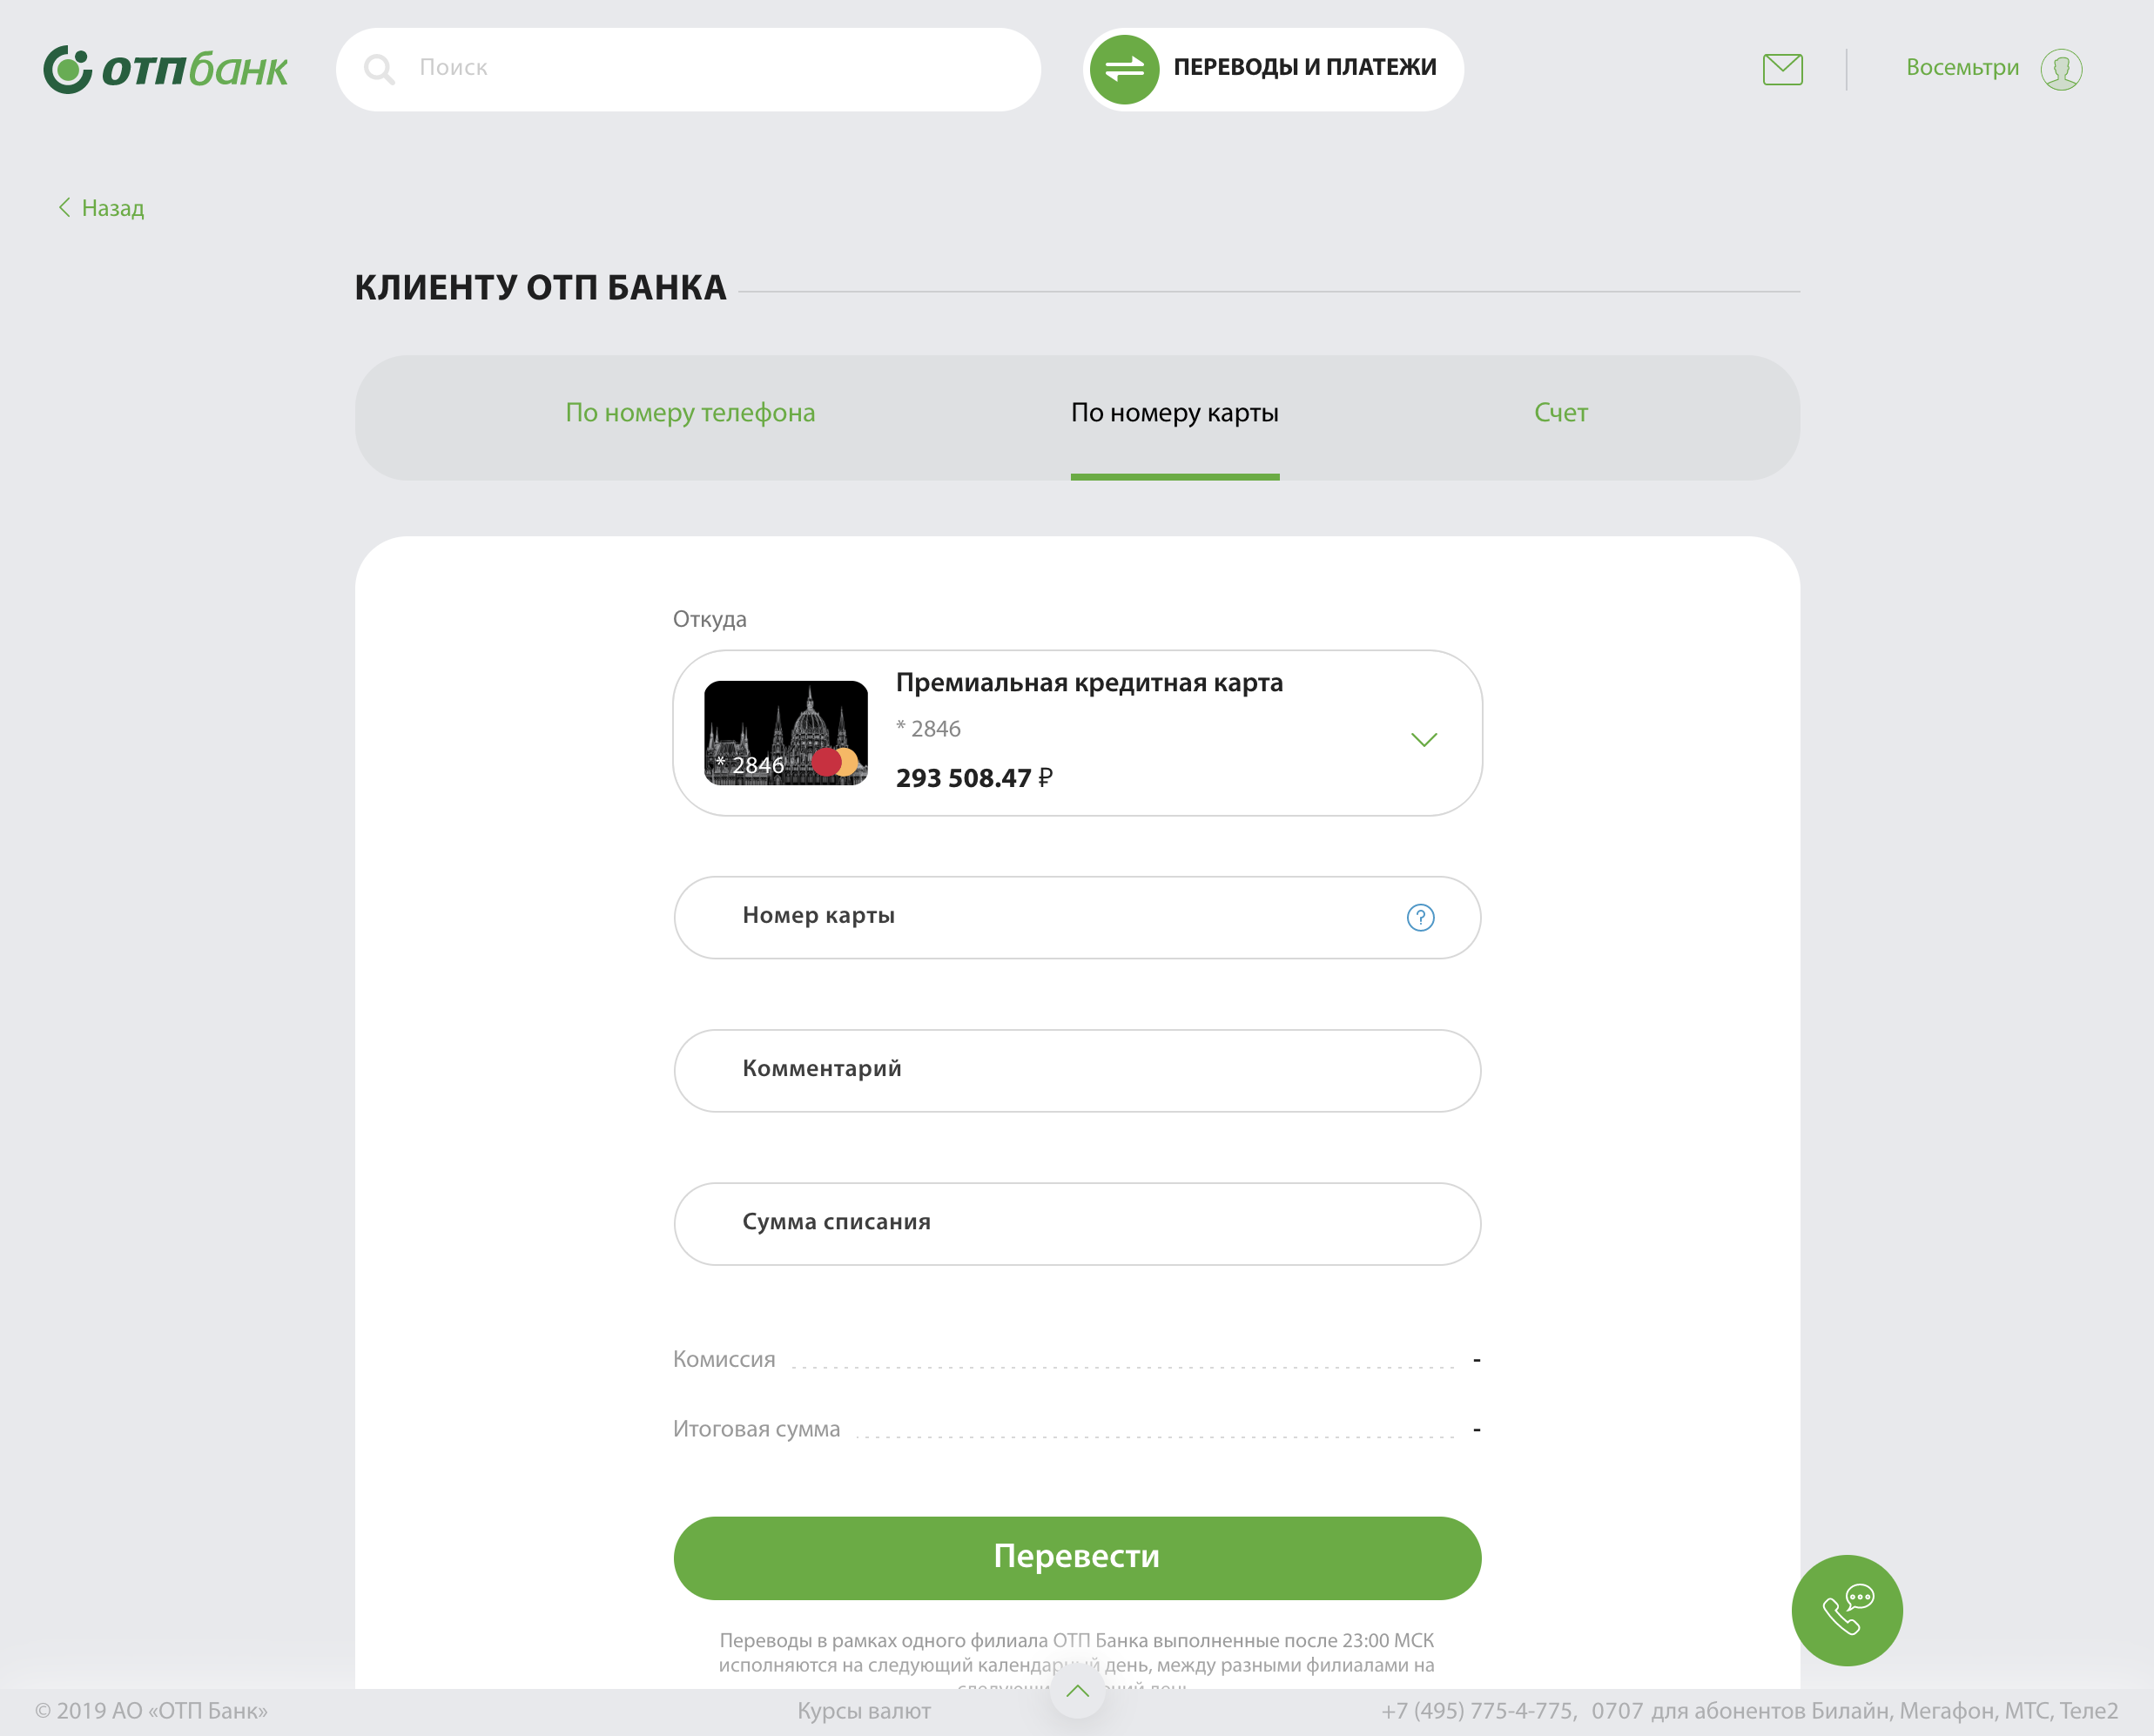 отпбанк
Поиск
ПЕРЕВОДЫ И ПЛАТЕЖИ
Восемьтри
Назад
КЛИЕНТУ ОТП БАНКА
По номеру телефона
По номеру карты
Счет
Откуда
Премиальная кредитная карта
* 2846
* 2846
293 508.47 ₽
Номер карты
?
Комментарий
Сумма списания
Комиссия -
Итоговая сумма -
Перевести
Переводы в рамках одного филиала ОТП Банка выполненные после 23:00 МСК
исполняются на следующий календарный день, между разными филиалами на
день
© 2019 АО «ОТП Банк»
Курсы валют
+7 (495) 775-4-775, 0707 для абонентов Билайн, Мегафон, МТС, Теле2